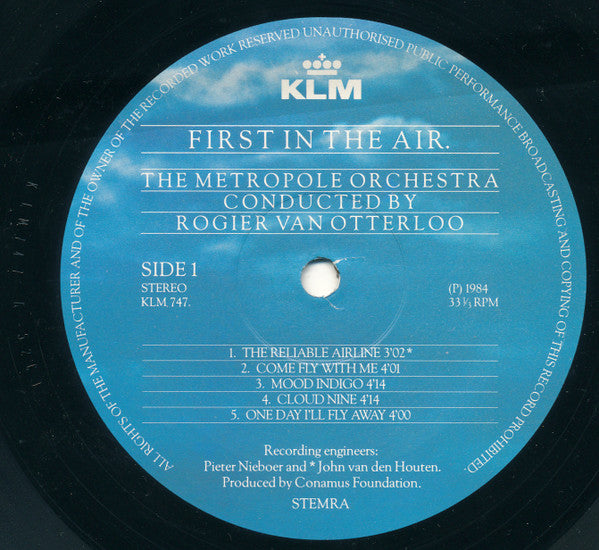 KLM
FIRST IN THE AIR.
THE METROPOLE ORCHESTRA
CONDUCTED BY
ROGIER VAN OTTERLOO
SIDE 1
STEREO
KLM 747.
(P) 1984
33⅓ RPM
1. THE RELIABLE AIRLINE 3'02*
2. COME FLY WITH ME 4'01
3. MOOD INDIGO 4'14
4. CLOUD NINE 4'14
5. ONE DAY I'LL FLY AWAY 4'00
Recording engineers:
Pieter Nieboer and *John van den Houten.
Produced by Conamus Foundation.
STEMRA
ALL RIGHTS OF THE MANUFACTURER AND OF THE OWNER OF THE RECORDED WORK RESERVED UNAUTHORISED PUBLIC PERFORMANCE BROADCASTING AND COPYING OF THIS RECORD PROHIBITED.